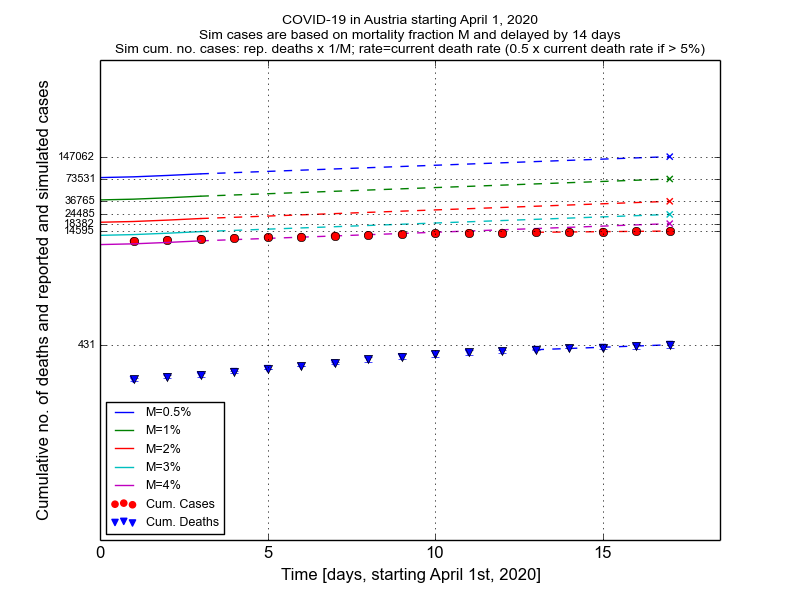 COVID-19 in Austria starting April 1, 2020
Sim cases are based on mortality fraction M and delayed by 14 days
Sim cum. no. cases: rep. deaths x 1/M; rate=current death rate (0.5 x current death rate if > 5%)
Cumulative no. of deaths and reported and simulated cases
147062
73531
36765
24485
18382
14595
431
M=0.5%
M=1%
M=2%
M=3%
M=4%
Cum. Cases
Cum. Deaths
0 5 10 15
Time [days, starting April 1st, 2020]